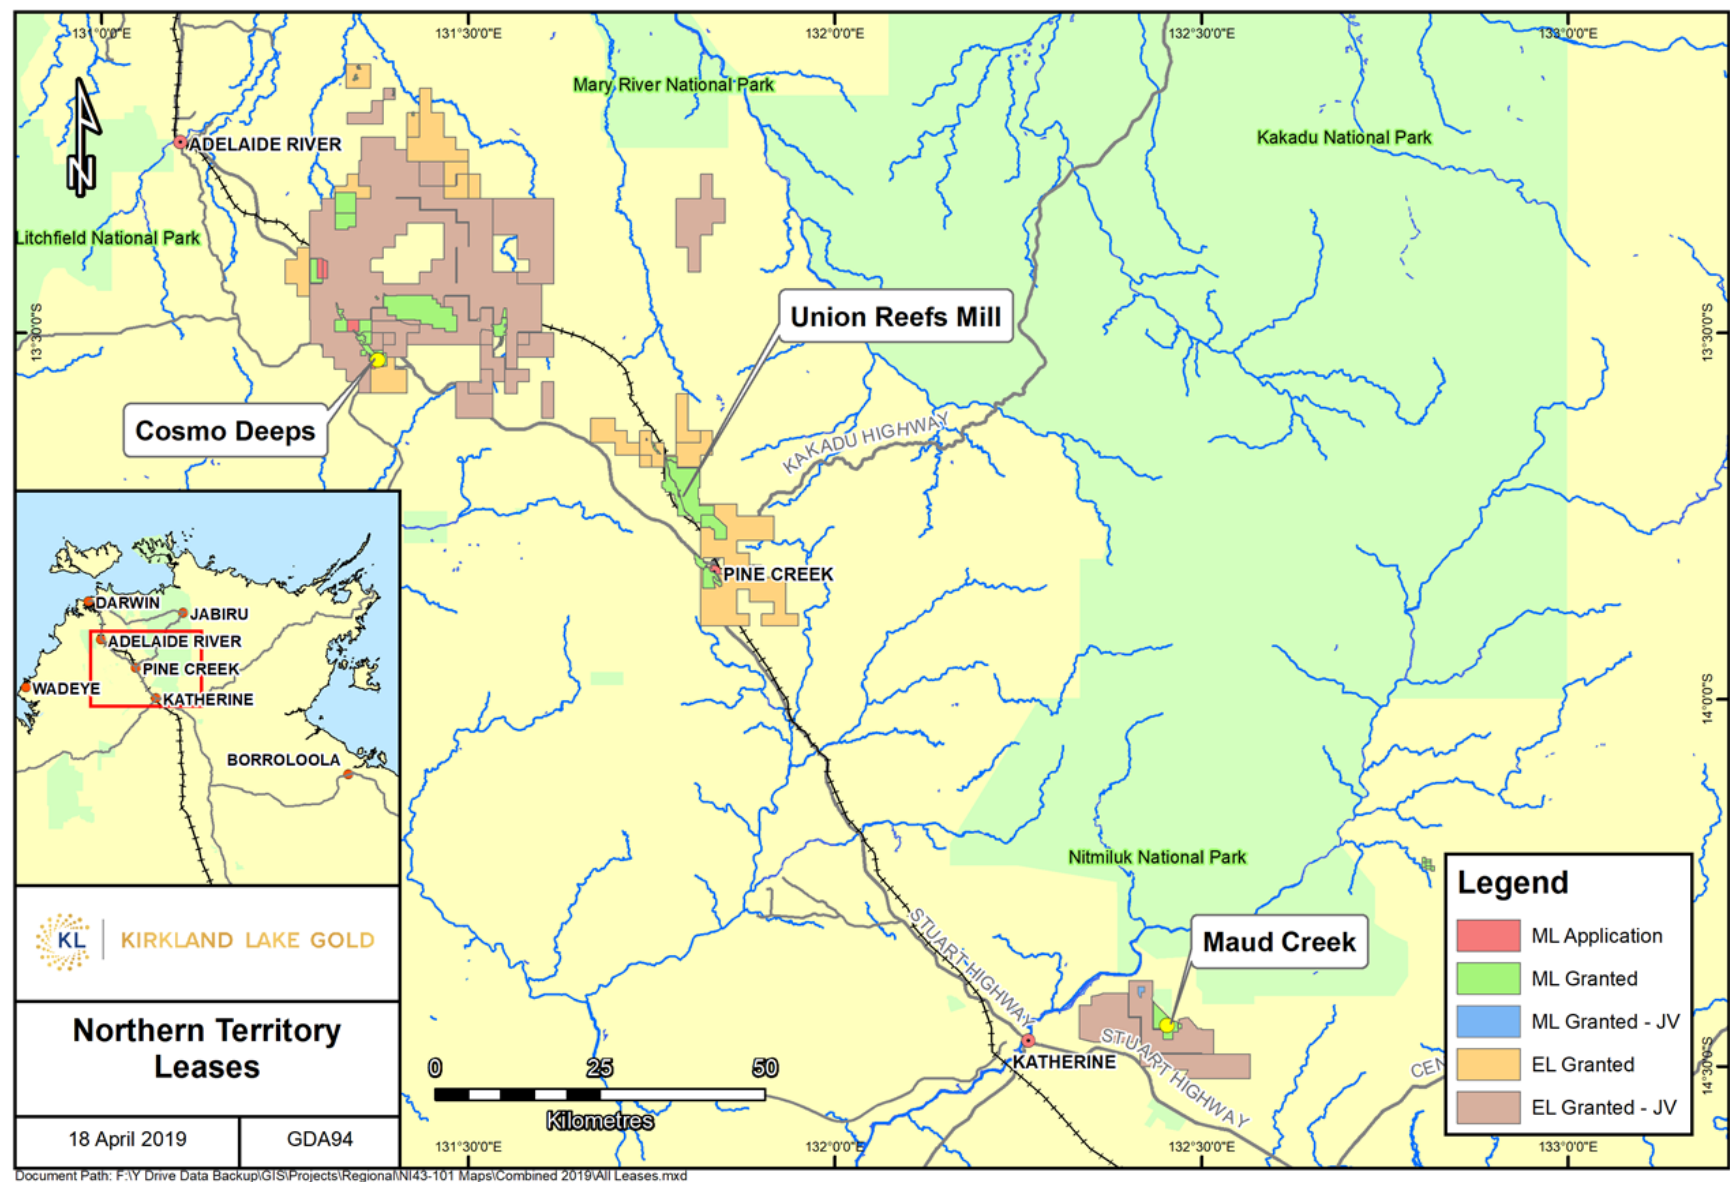 131°0'0"E
131°30'0"E
132°0'0"E
132°30'0"E
133°0'0"E
Mary River National Park
Kakadu National Park
ADELAIDE RIVER
N
Litchfield National Park
13°30'0"S
13°30'0"S
Union Reefs Mill
Cosmo Deeps
KAKADU HIGHWAY
PINE CREEK
DARWIN
JABIRU
ADELAIDE RIVER
PINE CREEK
WADEYE
KATHERINE
BORROLOOLA
14°0'0"S
Nitmiluk National Park
STUART HIGHWAY
Maud Creek
STUART HIGHWAY
KATHERINE
CEN
14°30'0"S
Legend
ML Application
ML Granted
ML Granted - JV
EL Granted
EL Granted - JV
KL
KIRKLAND LAKE GOLD
Northern Territory
Leases
18 April 2019
GDA94
0
25
50
Kilometres
131°30'0"E
132°0'0"E
132°30'0"E
133°0'0"E
Document Path: F:\Y Drive Data Backup\GIS\Projects\Regional\NI43-101 Maps\Combined 2019\All Leases.mxd